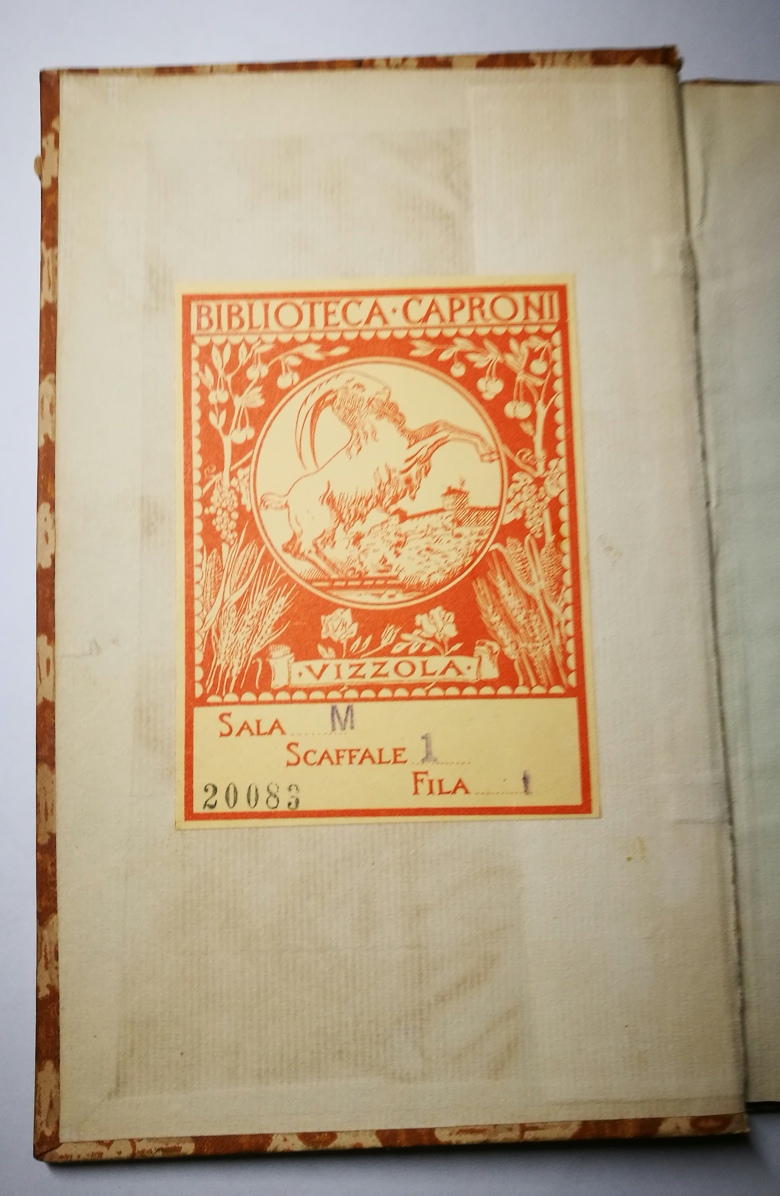 BIBLIOTECA·CAPRONI
·VIZZOLA·
SALA M
SCAFFALE 1
FILA 1
20083